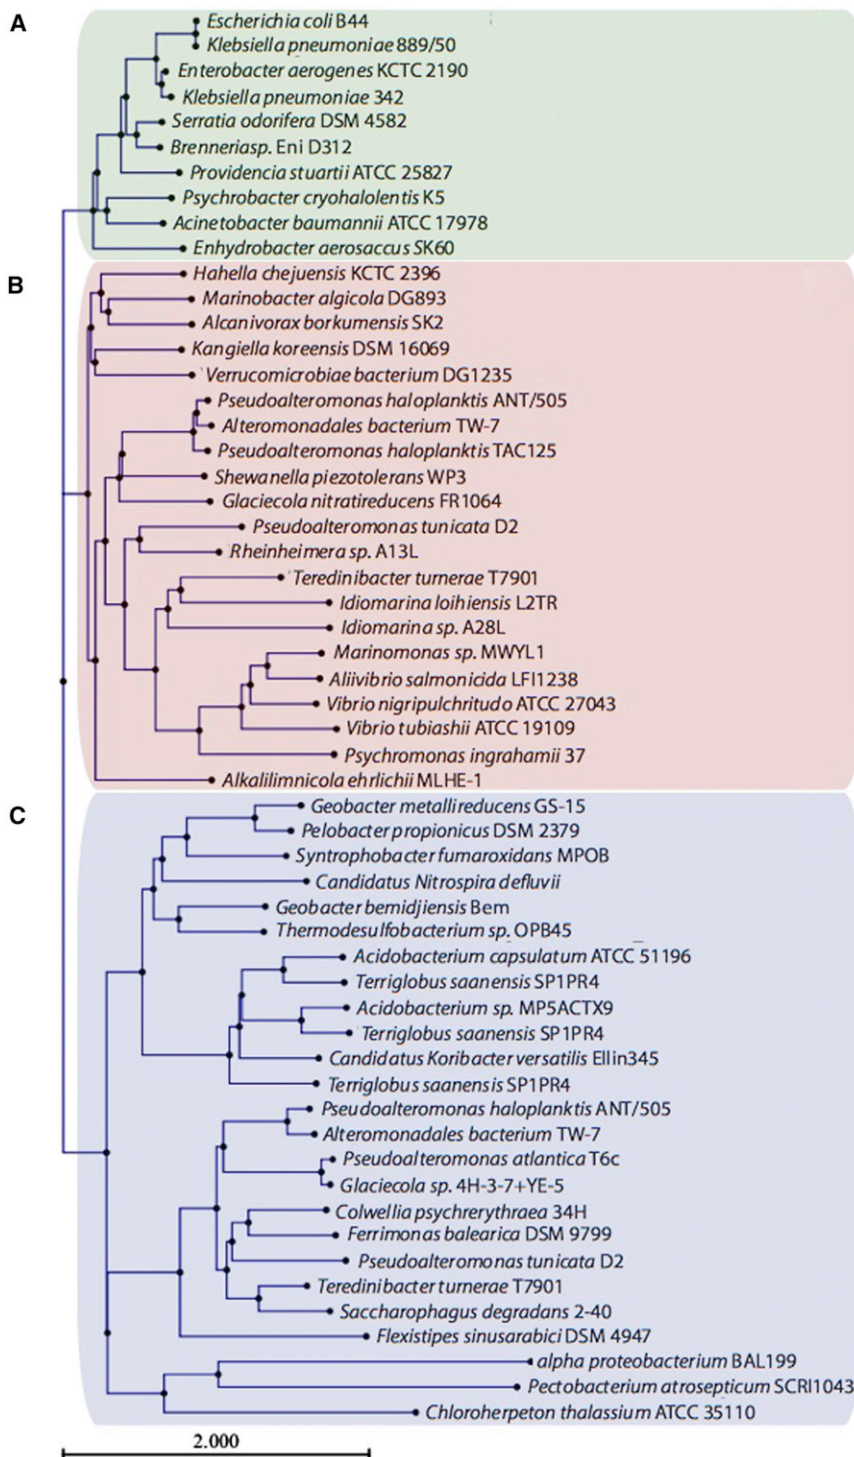 A
Escherichia coli B44
Klebsiella pneumoniae 889/50
Enterobacter aerogenes KCTC 2190
Klebsiella pneumoniae 342
Serratia odorifera DSM 4582
Brenneriasp. Eni D312
Providencia stuartii ATCC 25827
Psychrobacter cryohalolentis K5
Acinetobacter baumannii ATCC 17978
Enhydrobacter aerosaccus SK60
B
Hahella chejuensis KCTC 2396
Marinobacter algicola DG893
Alcanivorax borkumensis SK2
Kangiella koreensis DSM 16069
Verrucomicrobiae bacterium DG1235
Pseudoalteromonas haloplanktis ANT/505
Alteromonadales bacterium TW-7
Pseudoalteromonas haloplanktis TAC125
Shewanella piezotolerans WP3
Glaciecola nitratireducens FR1064
Pseudoalteromonas tunicata D2
Rheinheimera sp. A13L
Teredinibacter turnerae T7901
Idiomarina loihiensis L2TR
Idiomarina sp. A28L
Marinomonas sp. MWYL1
Aliivibrio salmonicida LFI1238
Vibrio nigripulchritudo ATCC 27043
Vibrio tubiashii ATCC 19109
Psychromonas ingrahamii 37
Alkalilimnicola ehrlichii MLHE-1
C
Geobacter metallireducens GS-15
Pelobacter propionicus DSM 2379
Syntrophobacter fumaroxidans MPOB
Candidatus Nitrospira defluvii
Geobacter bemidjiensis Bem
Thermodesulfobacterium sp. OPB45
Acidobacterium capsulatum ATCC 51196
Terriglobus saanensis SP1PR4
Acidobacterium sp. MP5ACTX9
Terriglobus saanensis SP1PR4
Candidatus Koribacter versatilis Ellin345
Terriglobus saanensis SP1PR4
Pseudoalteromonas haloplanktis ANT/505
Alteromonadales bacterium TW-7
Pseudoalteromonas atlantica T6c
Glaciecola sp. 4H-3-7+YE-5
Colwellia psychrerythraea 34H
Ferrimonas balearica DSM 9799
Pseudoalteromonas tunicata D2
Teredinibacter turnerae T7901
Saccharophagus degradans 2-40
Flexistipes sinusarabici DSM 4947
alpha proteobacterium BAL199
Pectobacterium atrosepticum SCRI1043
Chloroherpeton thalassium ATCC 35110
2.000